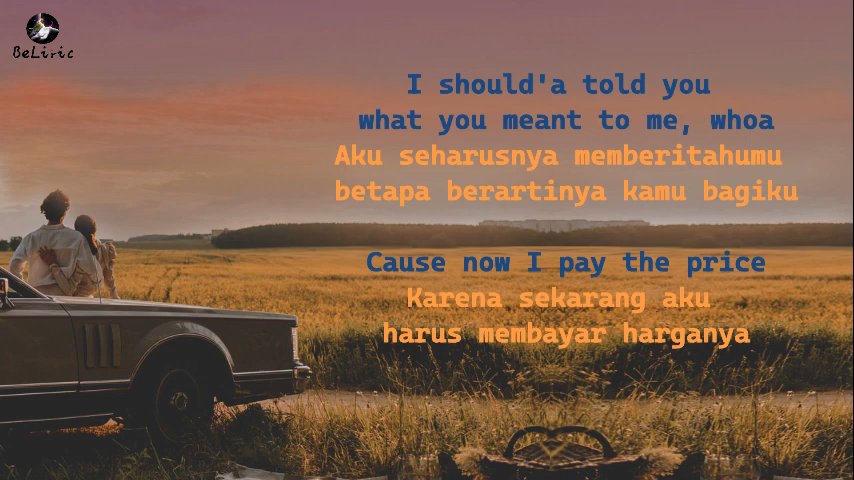 BeLiric
I should'a told you
what you meant to me, whoa
Aku seharusnya memberitahumu
betapa berartinya kamu bagiku
Cause now I pay the price
Karena sekarang aku
harus membayar harganya